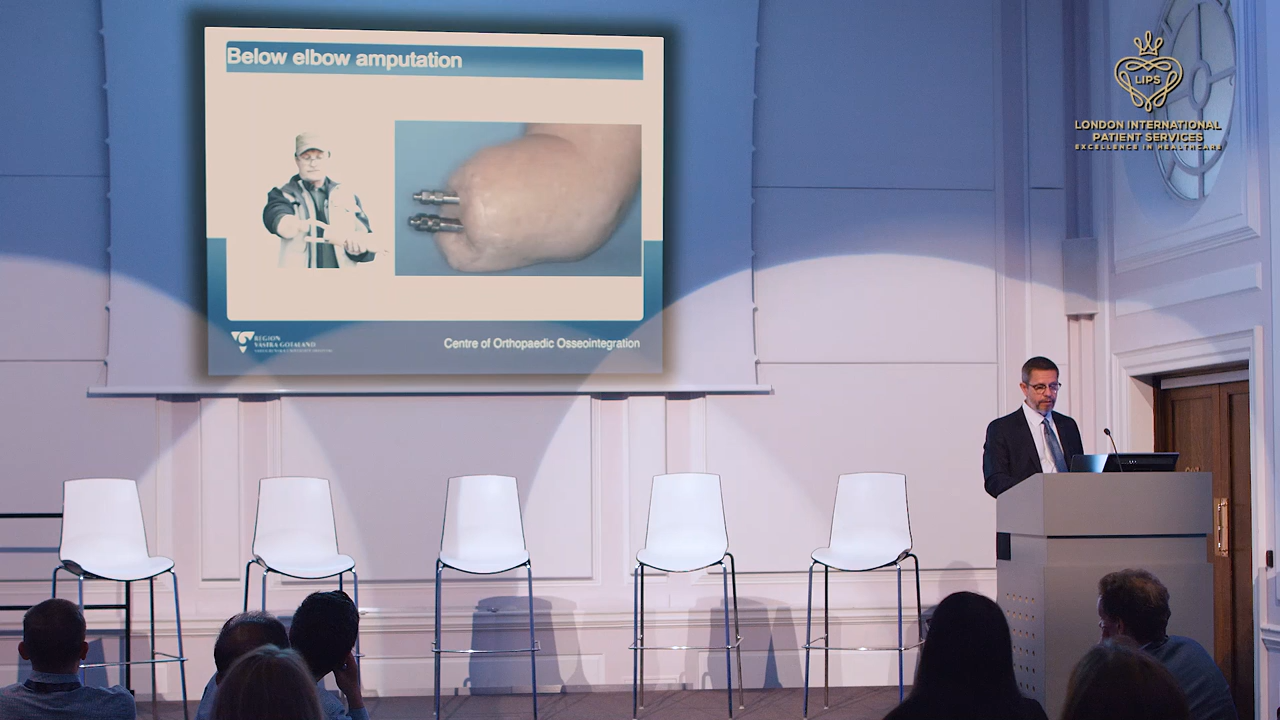 Below elbow amputation
REGION
VÄSTRA GÖTALAND
Centre of Orthopaedic Osseointegration
LIPS
LONDON INTERNATIONAL
PATIENT SERVICES
EXCELLENCE IN HEALTHCARE